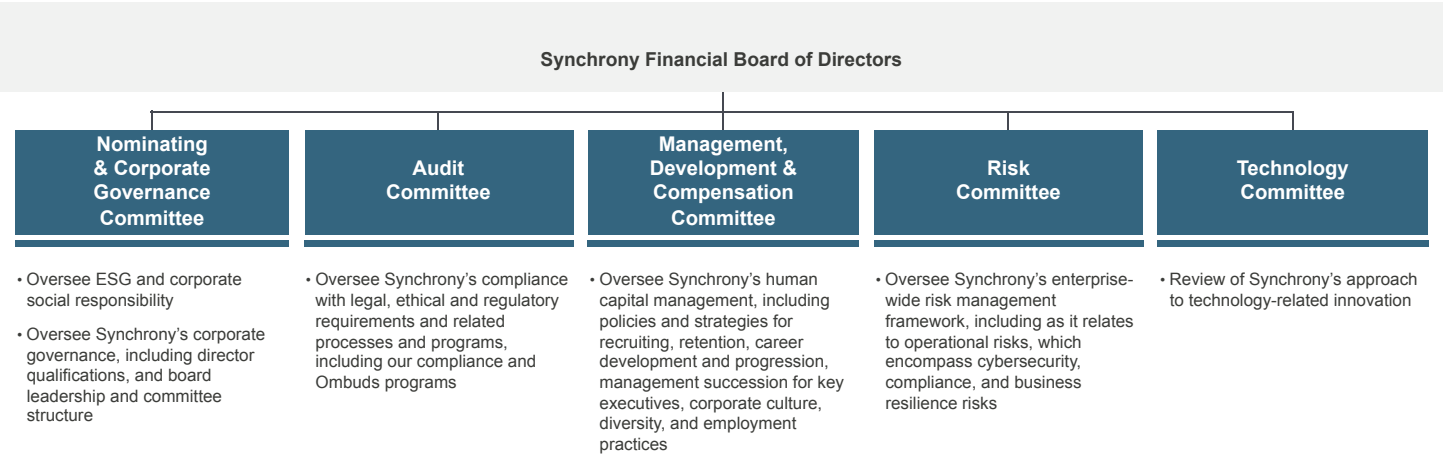 Synchrony Financial Board of Directors
Nominating
& Corporate
Governance
Committee
Audit
Committee
Management,
Development &
Compensation
Committee
Risk
Committee
Technology
Committee
• Oversee ESG and corporate
social responsibility
• Oversee Synchrony’s corporate
governance, including director
qualifications, and board
leadership and committee
structure
• Oversee Synchrony’s compliance
with legal, ethical and regulatory
requirements and related
processes and programs,
including our compliance and
Ombuds programs
• Oversee Synchrony’s human
capital management, including
policies and strategies for
recruiting, retention, career
development and progression,
management succession for key
executives, corporate culture,
diversity, and employment
practices
• Oversee Synchrony’s enterprise-
wide risk management
framework, including as it relates
to operational risks, which
encompass cybersecurity,
compliance, and business
resilience risks
• Review of Synchrony’s approach
to technology-related innovation